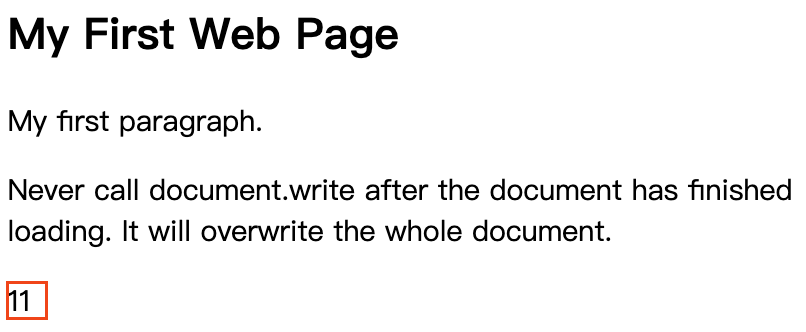 My First Web Page
My first paragraph.
Never call document.write after the document has finished
loading. It will overwrite the whole document.
11